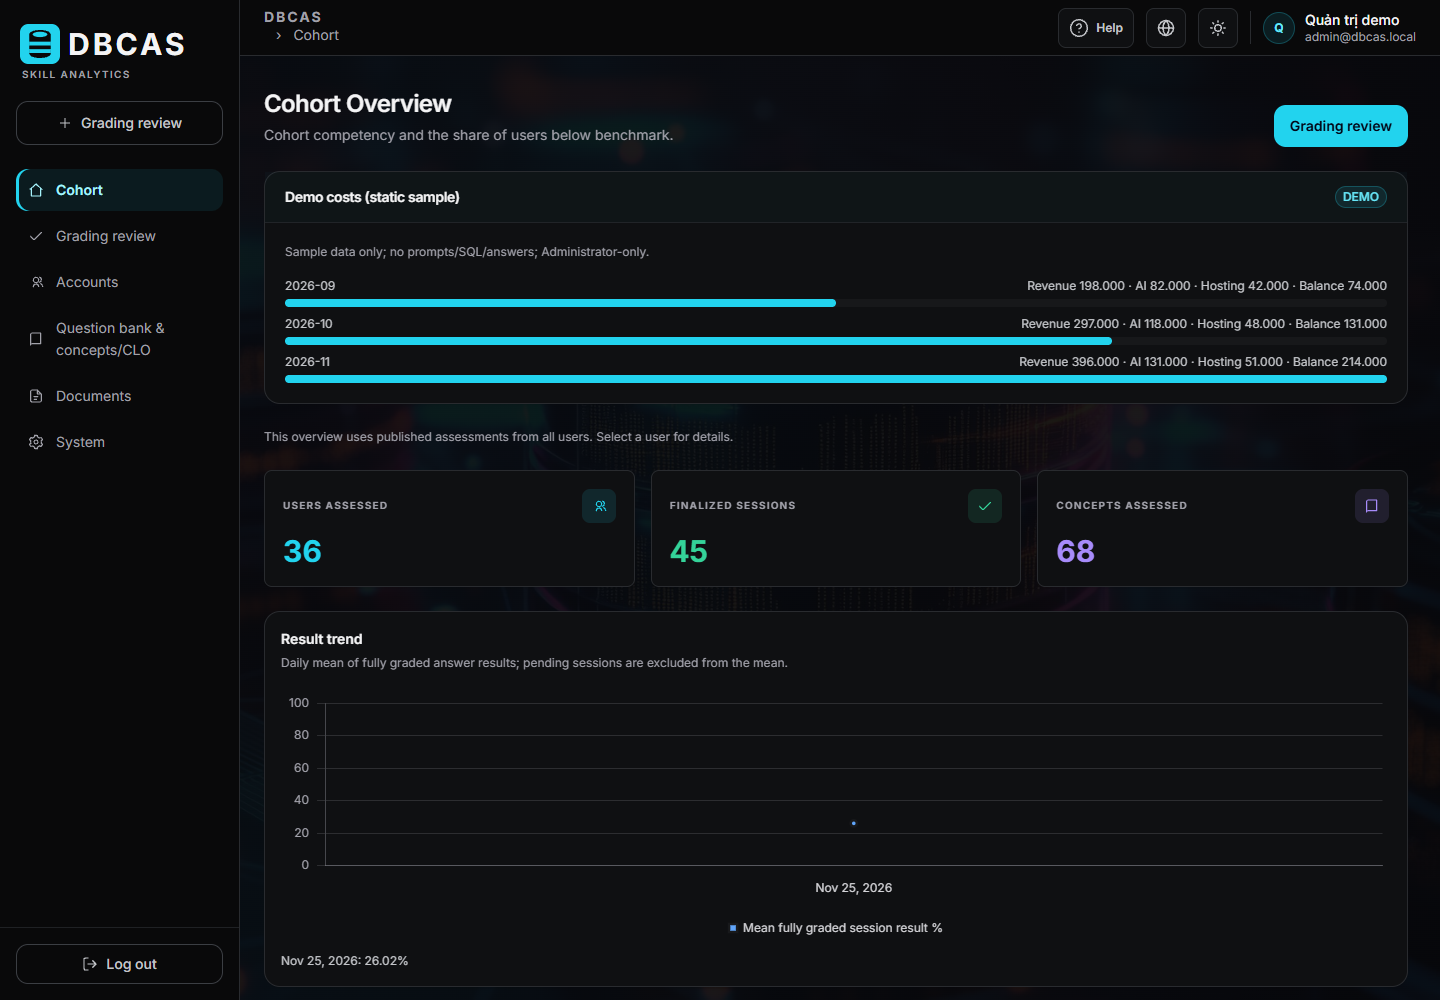 DBCAS
SKILL ANALYTICS
Grading review
Cohort
Grading review
Accounts
Question bank &
concepts/CLO
Documents
System
Log out
DBCAS
› Cohort
Help
Q
Quản trị demo
admin@dbcas.local
Cohort Overview
Cohort competency and the share of users below benchmark.
Grading review
Demo costs (static sample)
DEMO
Sample data only; no prompts/SQL/answers; Administrator-only.
2026-09
Revenue 198.000 · AI 82.000 · Hosting 42.000 · Balance 74.000
2026-10
Revenue 297.000 · AI 118.000 · Hosting 48.000 · Balance 131.000
2026-11
Revenue 396.000 · AI 131.000 · Hosting 51.000 · Balance 214.000
This overview uses published assessments from all users. Select a user for details.
USERS ASSESSED
36
FINALIZED SESSIONS
45
CONCEPTS ASSESSED
68
Result trend
Daily mean of fully graded answer results; pending sessions are excluded from the mean.
100
80
60
40
20
0
Nov 25, 2026
Mean fully graded session result %
Nov 25, 2026: 26.02%